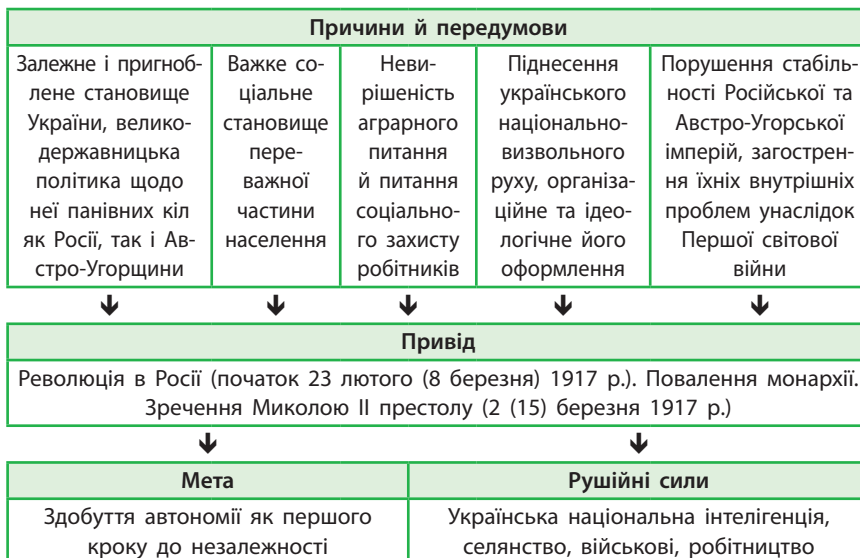 Причини й передумови
Залежне і пригноб-
лене становище
України, велико-
державницька
політика щодо
неї панівних кіл
як Росії, так і Ав-
стро-Угорщини
Важке со-
ціальне
становище
пере-
важної
частини
населення
Неви-
рішеність
аграрного
питання
й питання
соціально-
го захисту
робітників
Піднесення
українського
національно-
визвольного
руху, організа-
ційне та ідео-
логічне його
оформлення
Порушення стабіль-
ності Російської та
Австро-Угорської
імперій, загострен-
ня їхніх внутрішніх
проблем унаслідок
Першої світової
війни
Привід
Революція в Росії (початок 23 лютого (8 березня) 1917 р.). Повалення монархії.
Зречення Миколою II престолу (2 (15) березня 1917 р.)
Мета
Здобуття автономії як першого
кроку до незалежності
Рушійні сили
Українська національна інтелігенція,
селянство, військові, робітництво